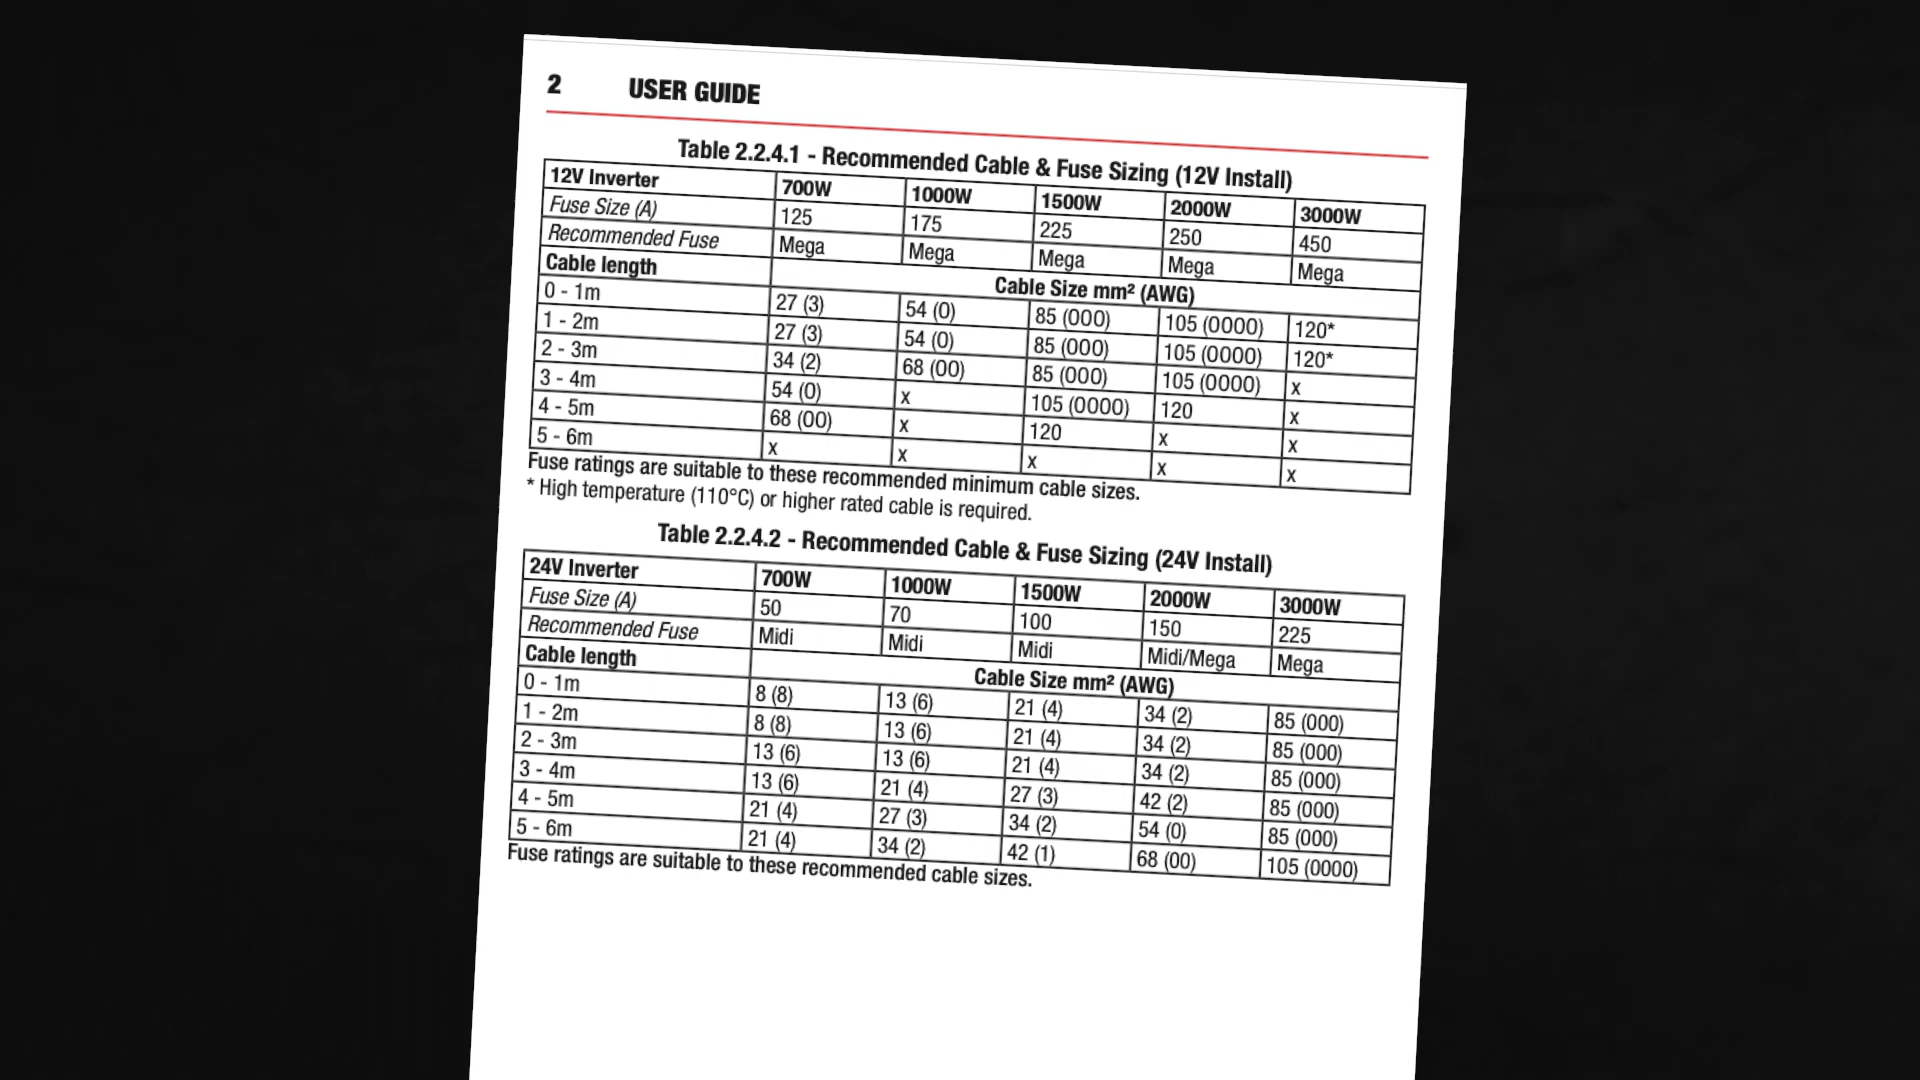 2 USER GUIDE
Table 2.2.4.1 - Recommended Cable & Fuse Sizing (12V Install)
12V Inverter 700W 1000W 1500W 2000W 3000W
Fuse Size (A) 125 175 225 250 450
Recommended Fuse Mega Mega Mega Mega Mega
Cable length Cable Size mm² (AWG)
0 - 1m 27 (3) 54 (0) 85 (000) 105 (0000) 120*
1 - 2m 27 (3) 54 (0) 85 (000) 105 (0000) 120*
2 - 3m 34 (2) 68 (00) 85 (000) 105 (0000) x
3 - 4m 54 (0) x 105 (0000) 120 x
4 - 5m 68 (00) x 120 x x
5 - 6m x x x x x
Fuse ratings are suitable to these recommended minimum cable sizes.
* High temperature (110°C) or higher rated cable is required.
Table 2.2.4.2 - Recommended Cable & Fuse Sizing (24V Install)
24V Inverter 700W 1000W 1500W 2000W 3000W
Fuse Size (A) 50 70 100 150 225
Recommended Fuse Midi Midi Midi Midi/Mega Mega
Cable length Cable Size mm² (AWG)
0 - 1m 8 (8) 13 (6) 21 (4) 34 (2) 85 (000)
1 - 2m 8 (8) 13 (6) 21 (4) 34 (2) 85 (000)
2 - 3m 13 (6) 13 (6) 21 (4) 34 (2) 85 (000)
3 - 4m 13 (6) 21 (4) 27 (3) 42 (2) 85 (000)
4 - 5m 21 (4) 27 (3) 34 (2) 54 (0) 85 (000)
5 - 6m 21 (4) 34 (2) 42 (1) 68 (00) 105 (0000)
Fuse ratings are suitable to these recommended cable sizes.